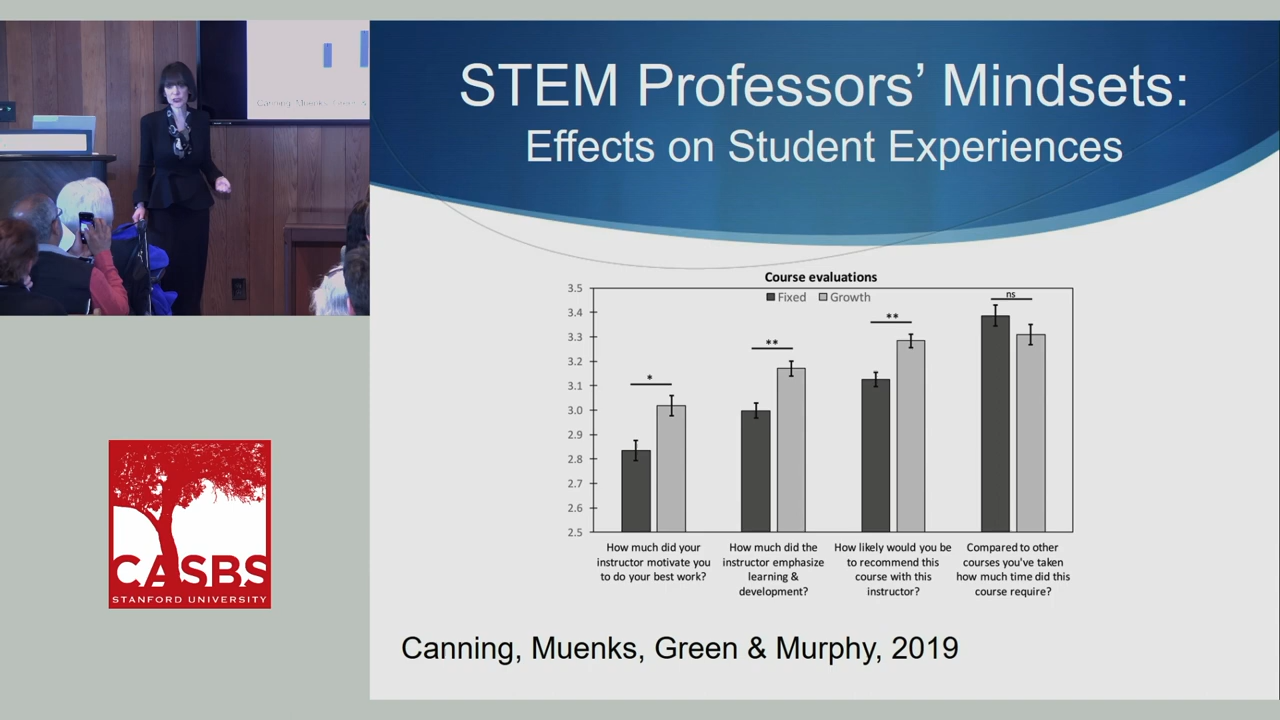 STEM Professors’ Mindsets:
Effects on Student Experiences
Course evaluations
Fixed Growth
3.5
3.4
3.3
3.2
3.1
3.0
2.9
2.8
2.7
2.6
2.5
*
**
**
ns
How much did your
instructor motivate you
to do your best work?
How much did the
instructor emphasize
learning &
development?
How likely would you be
to recommend this
course with this
instructor?
Compared to other
courses you've taken
how much time did this
course require?
Canning, Muenks, Green & Murphy, 2019
Canning, Muenks, Green &
CASBS
STANFORD UNIVERSITY